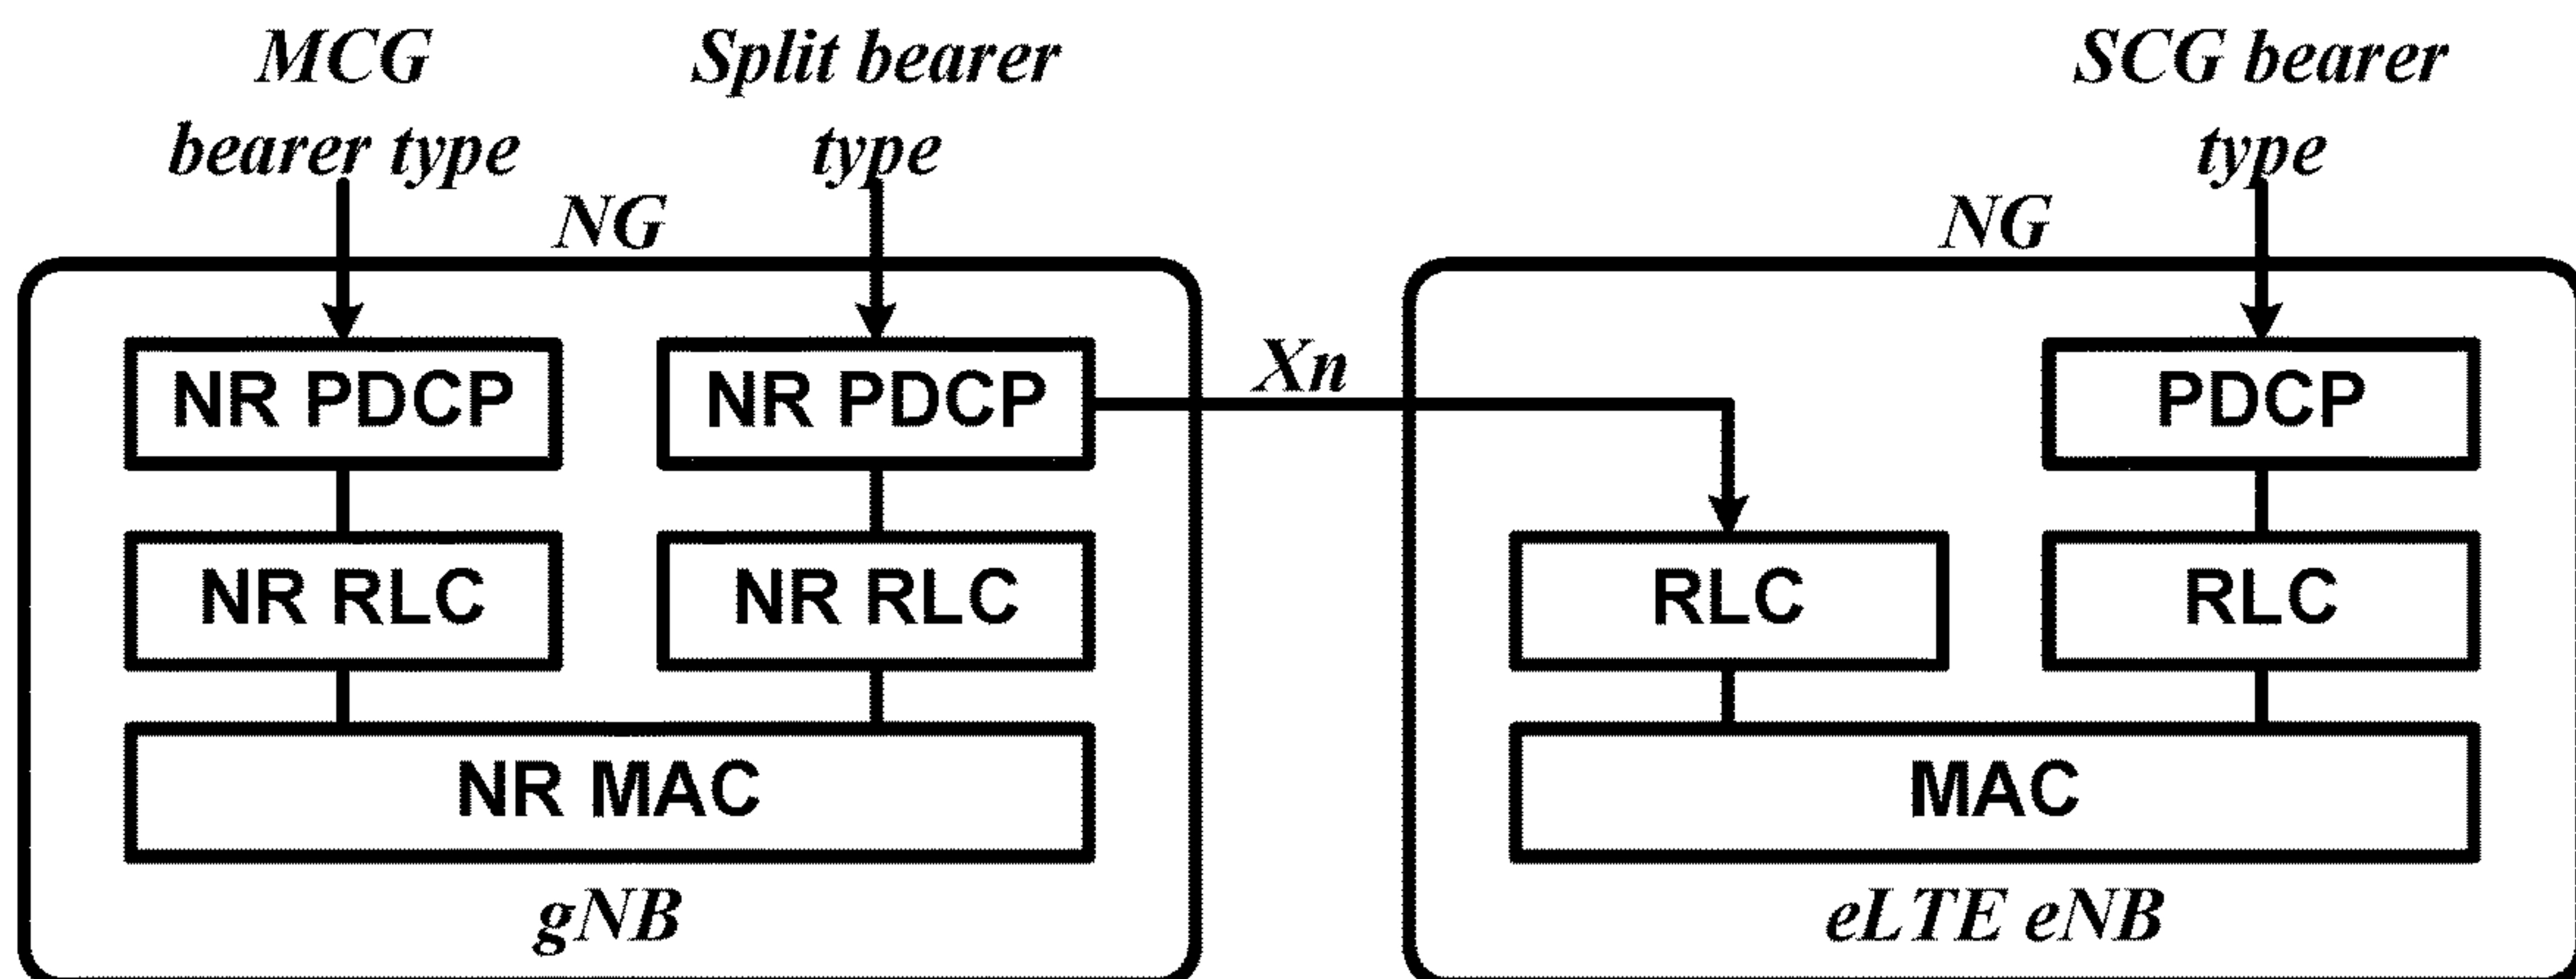 MCG
bearer type
Split bearer
type
SCG bearer
type
NG
NG
Xn
NR PDCP
NR PDCP
PDCP
NR RLC
NR RLC
RLC
RLC
NR MAC
MAC
gNB
eLTE eNB